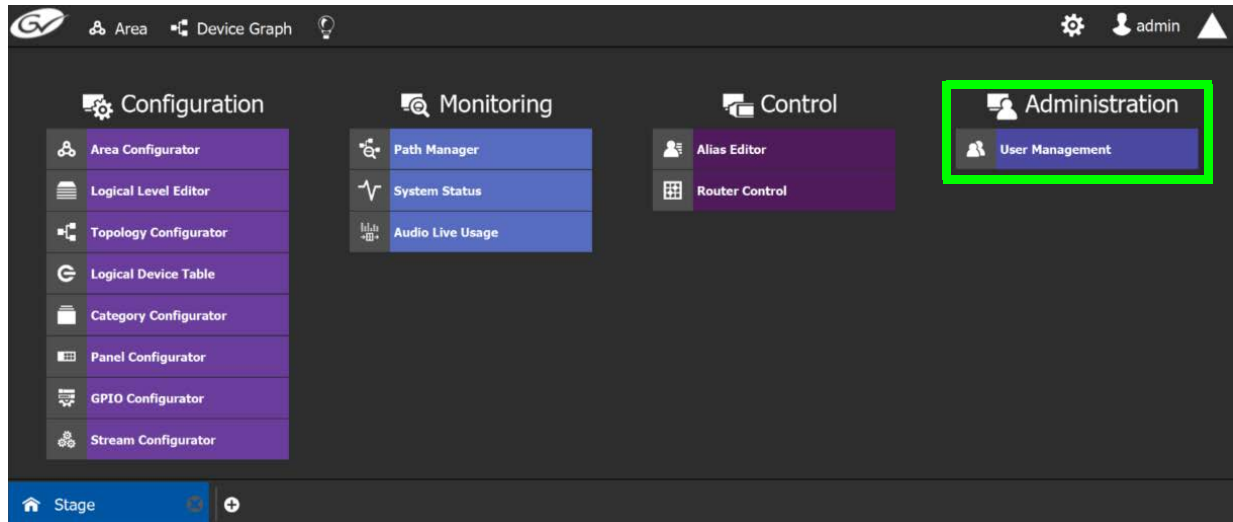 GV Area Device Graph admin
Configuration
Area Configurator
Logical Level Editor
Topology Configurator
Logical Device Table
Category Configurator
Panel Configurator
GPIO Configurator
Stream Configurator
Monitoring
Path Manager
System Status
Audio Live Usage
Control
Alias Editor
Router Control
Administration
User Management
Stage